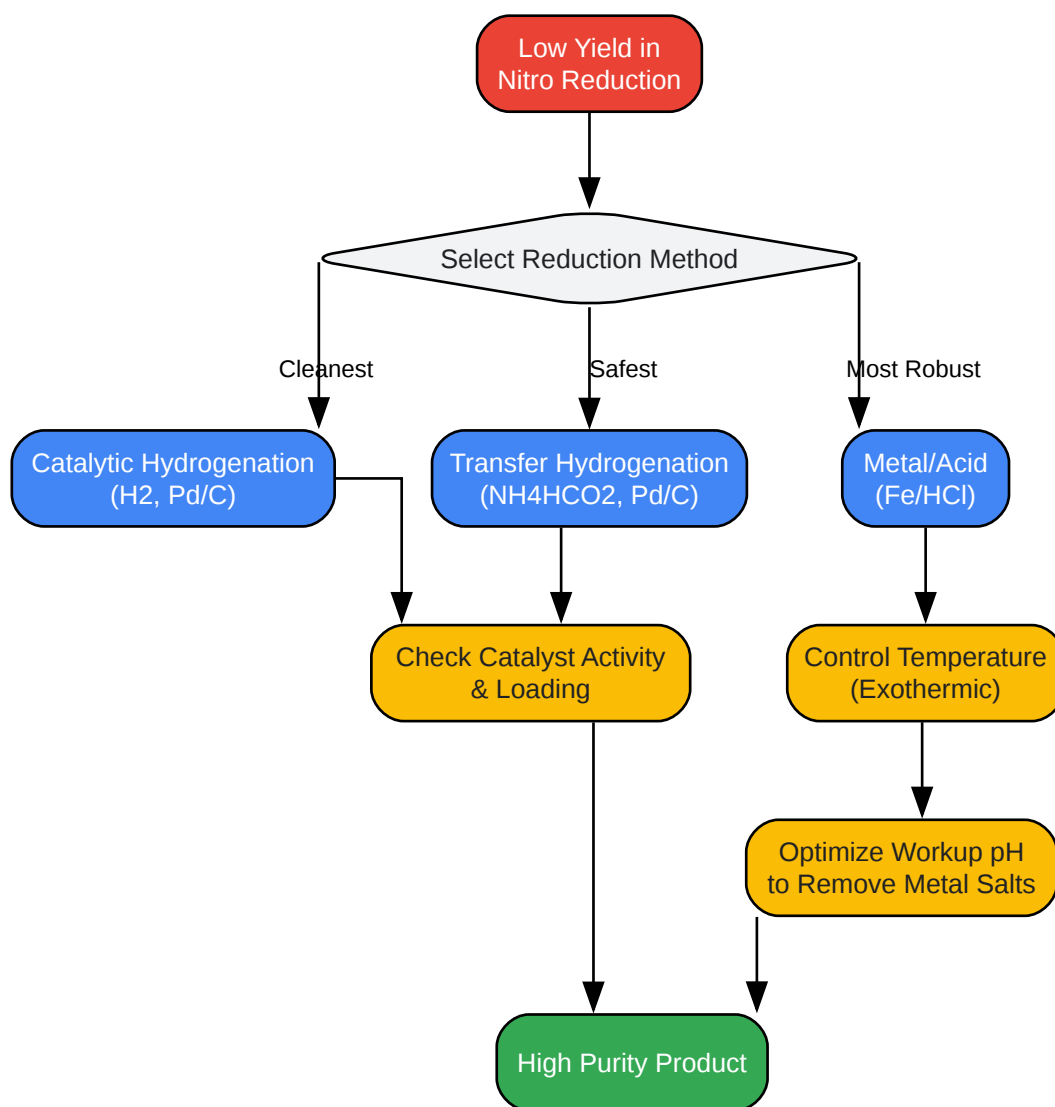 Low Yield in
Nitro Reduction
Select Reduction Method
Cleanest
Safest
Most Robust
Catalytic Hydrogenation
(H2, Pd/C)
Transfer Hydrogenation
(NH4HCO2, Pd/C)
Metal/Acid
(Fe/HCl)
Check Catalyst Activity
& Loading
Control Temperature
(Exothermic)
Optimize Workup pH
to Remove Metal Salts
High Purity Product